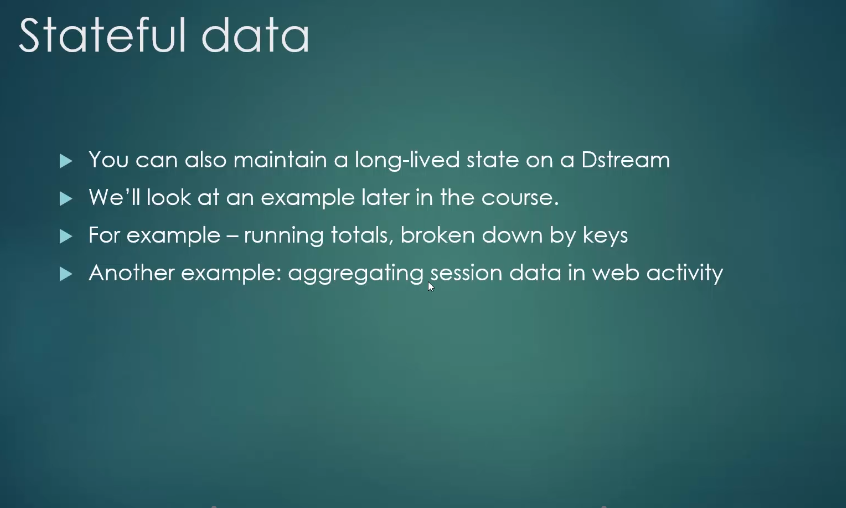 Stateful data
You can also maintain a long-lived state on a Dstream
We'll look at an example later in the course.
For example – running totals, broken down by keys
Another example: aggregating session data in web activity